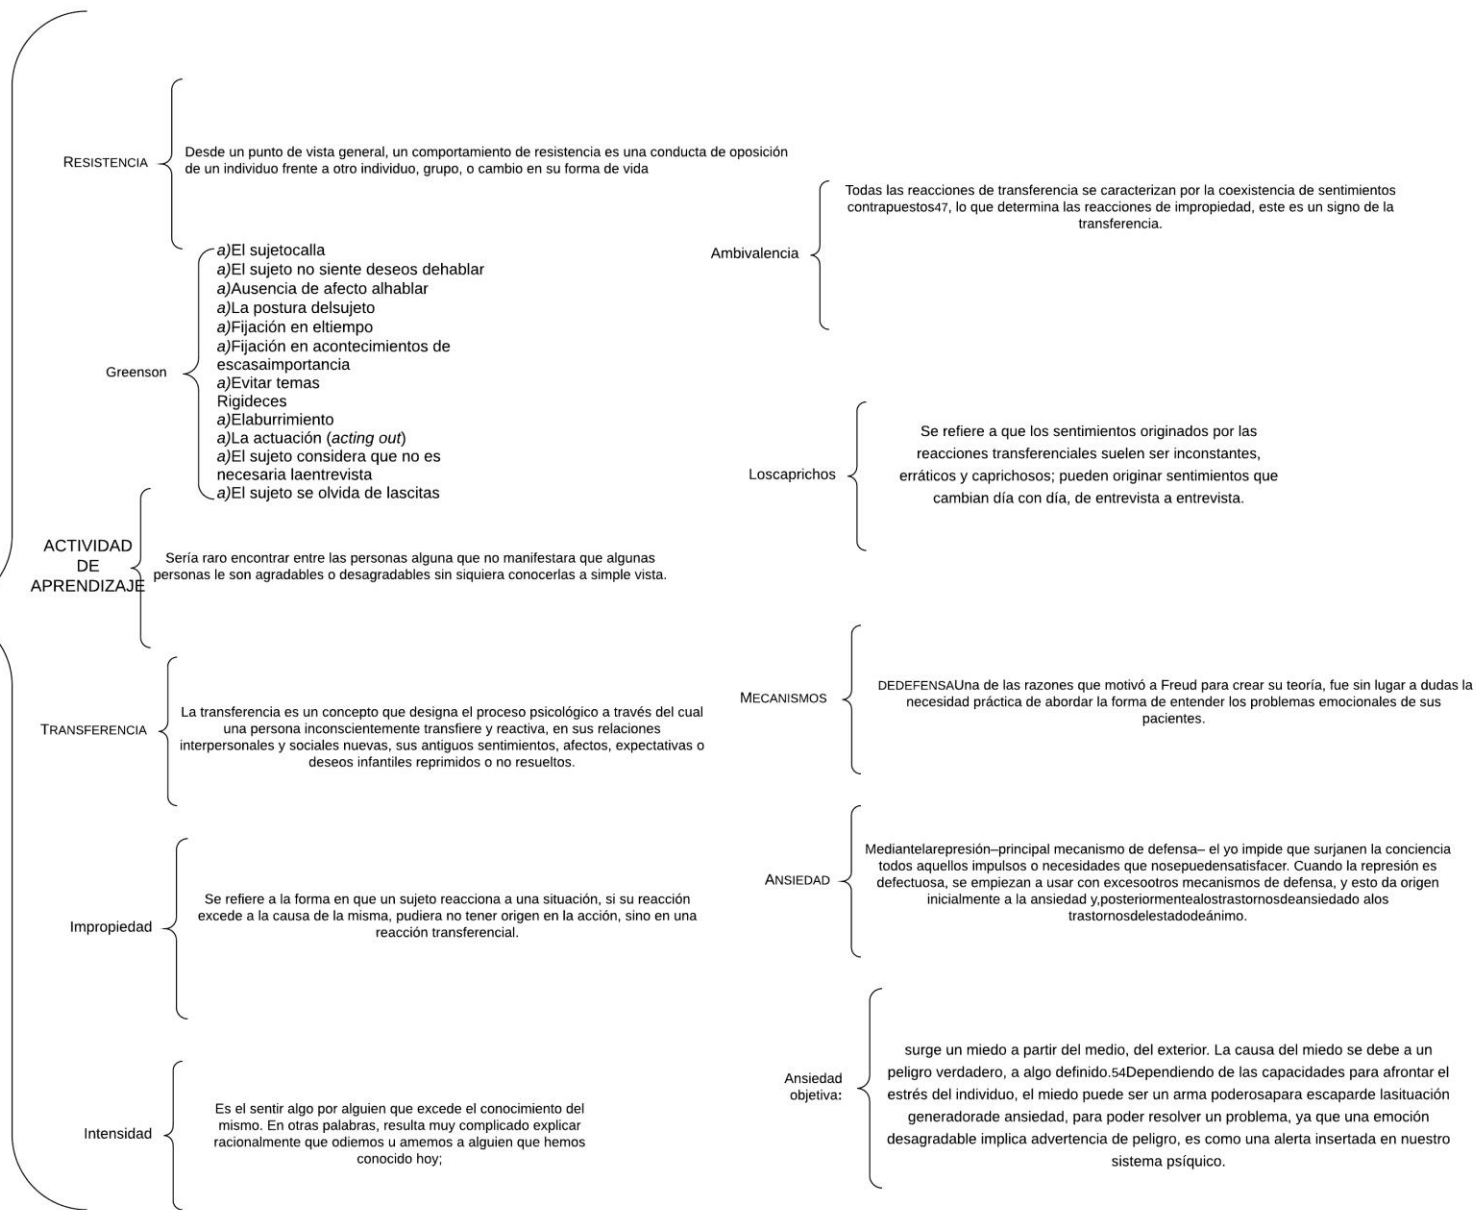 RESISTENCIA
Desde un punto de vista general, un comportamiento de resistencia es una conducta de oposición
de un individuo frente a otro individuo, grupo, o cambio en su forma de vida
Greenson
a)El sujetocalla
a)El sujeto no siente deseos dehablar
a)Ausencia de afecto alhablar
a)La postura delsujeto
a)Fijación en eltiempo
a)Fijación en acontecimientos de
escasaimportancia
a)Evitar temas
Rigideces
a)Elaburrimiento
a)La actuación (acting out)
a)El sujeto considera que no es
necesaria laentrevista
a)El sujeto se olvida de lascitas
ACTIVIDAD
DE
APRENDIZAJE
Sería raro encontrar entre las personas alguna que no manifestara que algunas
personas le son agradables o desagradables sin siquiera conocerlas a simple vista.
TRANSFERENCIA
La transferencia es un concepto que designa el proceso psicológico a través del cual
una persona inconscientemente transfiere y reactiva, en sus relaciones
interpersonales y sociales nuevas, sus antiguos sentimientos, afectos, expectativas o
deseos infantiles reprimidos o no resueltos.
Impropiedad
Se refiere a la forma en que un sujeto reacciona a una situación, si su reacción
excede a la causa de la misma, pudiera no tener origen en la acción, sino en una
reacción transferencial.
Intensidad
Es el sentir algo por alguien que excede el conocimiento del
mismo. En otras palabras, resulta muy complicado explicar
racionalmente que odiemos u amemos a alguien que hemos
conocido hoy;
Ambivalencia
Todas las reacciones de transferencia se caracterizan por la coexistencia de sentimientos
contrapuestos47, lo que determina las reacciones de impropiedad, este es un signo de la
transferencia.
Loscaprichos
Se refiere a que los sentimientos originados por las
reacciones transferenciales suelen ser inconstantes,
erráticos y caprichosos; pueden originar sentimientos que
cambian día con día, de entrevista a entrevista.
MECANISMOS
DEDEFENSAUna de las razones que motivó a Freud para crear su teoría, fue sin lugar a dudas la
necesidad práctica de abordar la forma de entender los problemas emocionales de sus
pacientes.
ANSIEDAD
Mediantelarepresión–principal mecanismo de defensa– el yo impide que surjanen la conciencia
todos aquellos impulsos o necesidades que nosepuedensatisfacer. Cuando la represión es
defectuosa, se empiezan a usar con excesootros mecanismos de defensa, y esto da origen
inicialmente a la ansiedad y,posteriormentealostrastornosdeansiedado alos
trastornosdelestadodeánimo.
Ansiedad
objetiva:
surge un miedo a partir del medio, del exterior. La causa del miedo se debe a un
peligro verdadero, a algo definido.54Dependiendo de las capacidades para afrontar el
estrés del individuo, el miedo puede ser un arma poderosapara escaparde lasituación
generadorade ansiedad, para poder resolver un problema, ya que una emoción
desagradable implica advertencia de peligro, es como una alerta insertada en nuestro
sistema psíquico.